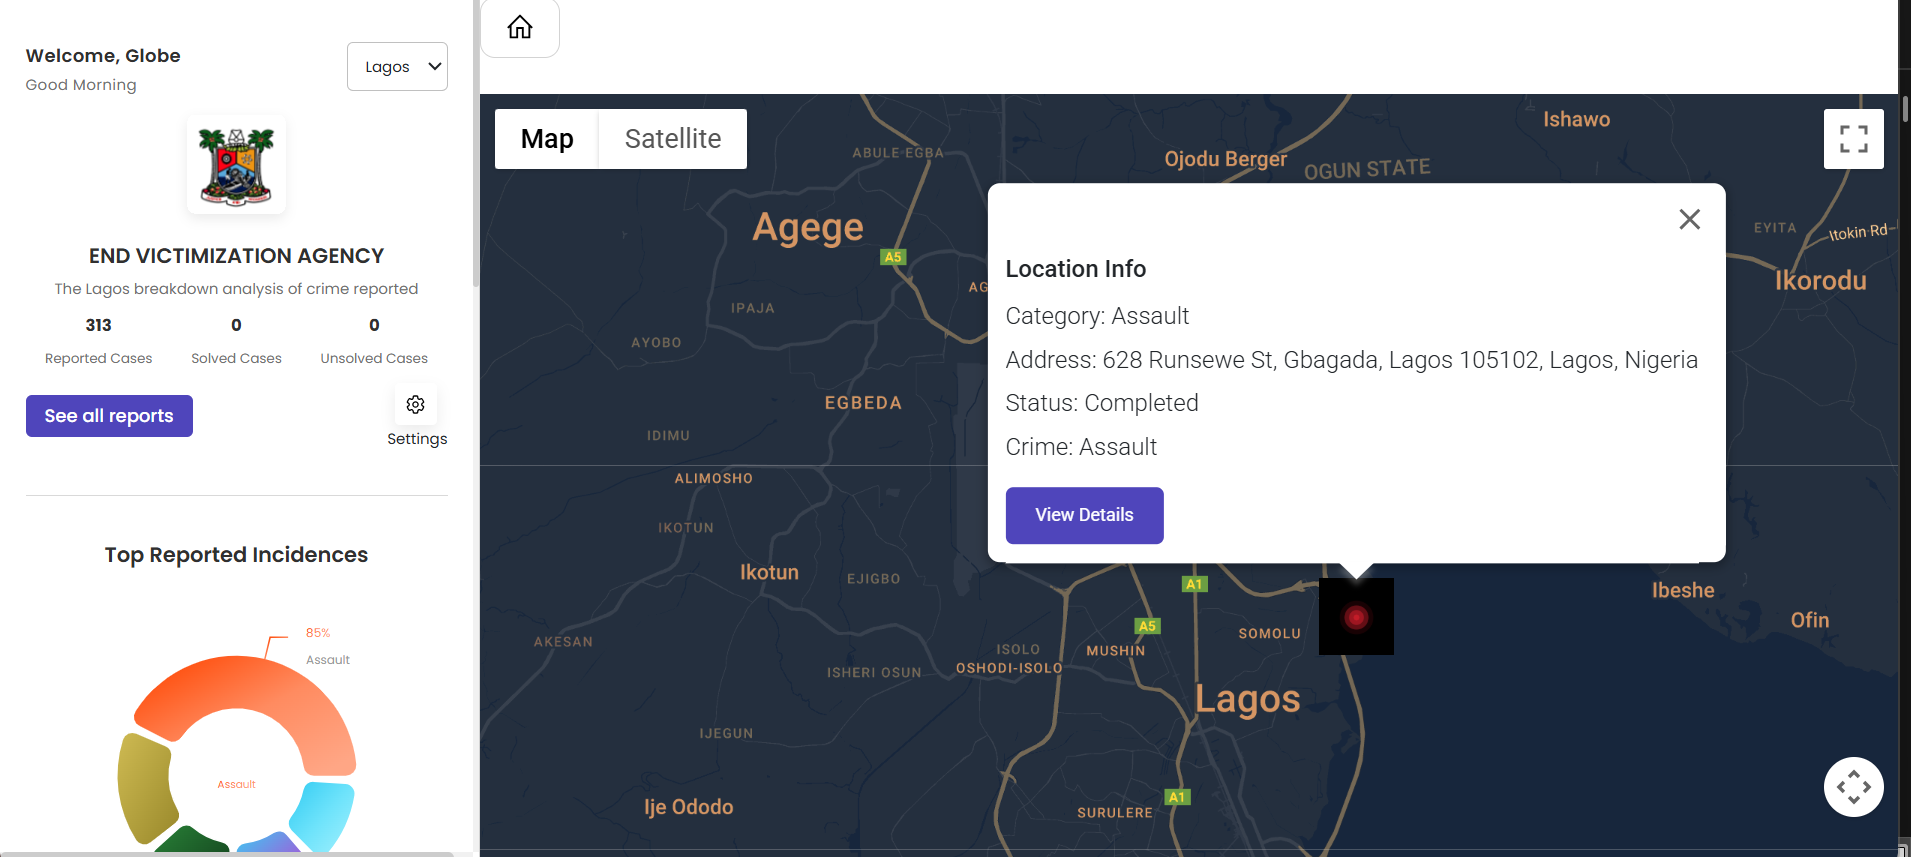 Welcome, Globe
Good Morning
Lagos
END VICTIMIZATION AGENCY
The Lagos breakdown analysis of crime reported
313 0 0
Reported Cases Solved Cases Unsolved Cases
See all reports
Settings
Top Reported Incidences
85%
Assault
Assault
Map Satellite
Ishawo
ABULE EGBA
Ojodu Berger
OGUN STATE
Agege
EYITA
Itokin Rd
A5
Ikorodu
AG
IPAJA
AYOBO
EGBEDA
IDIMU
ALIMOSHO
IKOTUN
Ikotun
EJIGBO
AKESAN
ISHERI OSUN
ISOLO
OSHODI-ISOLO
MUSHIN
A5
A1
SOMOLU
Lagos
IJEGUN
Ije Ododo
SURULERE
A1
Ibeshe
Ofin
Location Info
Category: Assault
Address: 628 Runsewe St, Gbagada, Lagos 105102, Lagos, Nigeria
Status: Completed
Crime: Assault
View Details